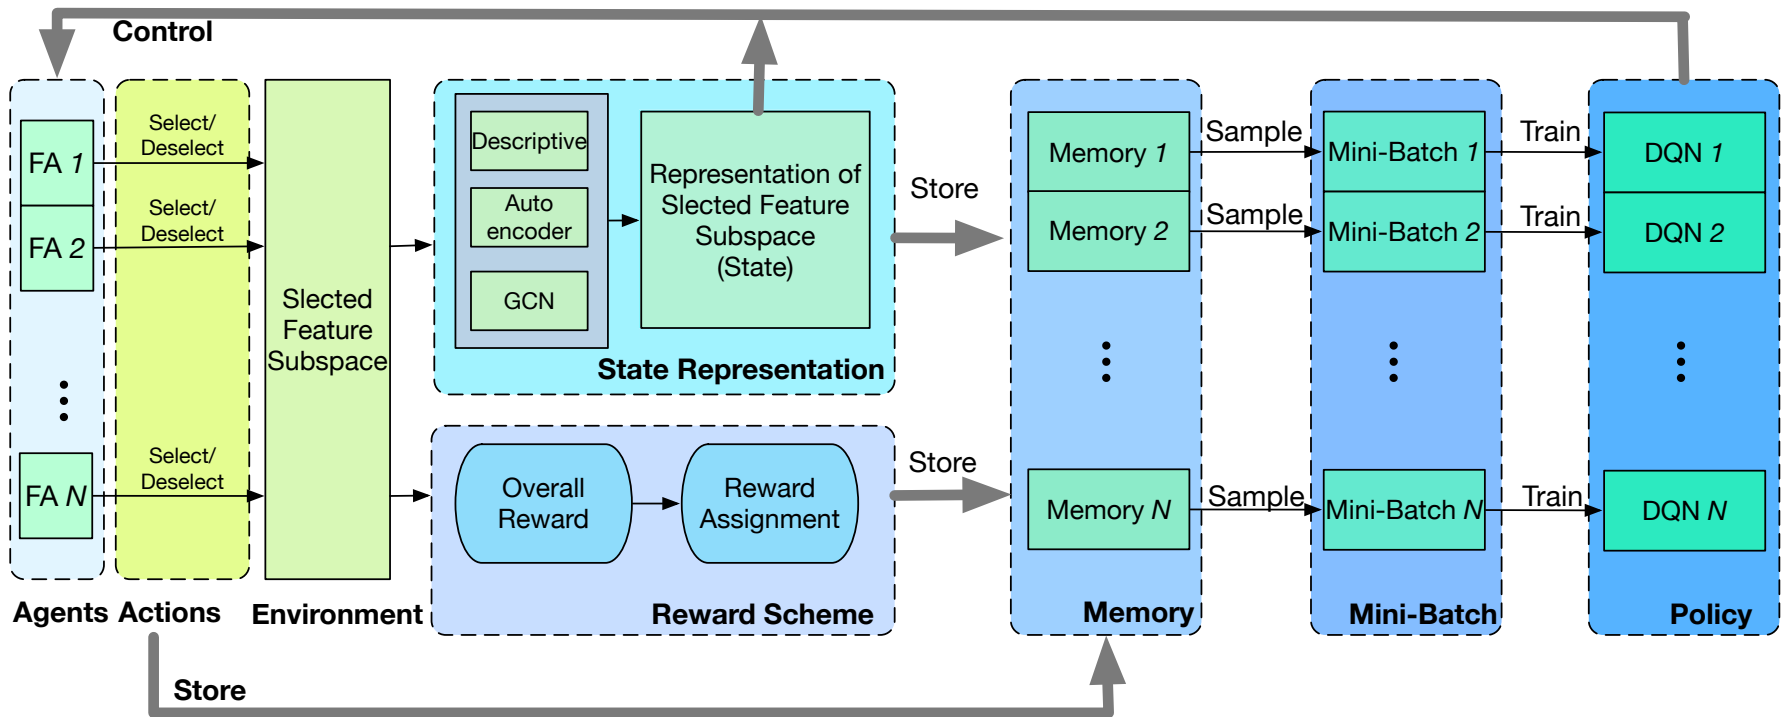 Control
FA 1
FA 2
FA N
Agents
Select/
Deselect
Select/
Deselect
Select/
Deselect
Actions
Slected
Feature
Subspace
Environment
Descriptive
Auto
encoder
GCN
Representation of
Slected Feature
Subspace
(State)
State Representation
Overall
Reward
Reward
Assignment
Reward Scheme
Store
Store
Store
Memory 1
Memory 2
Memory N
Memory
Sample
Sample
Sample
Mini-Batch 1
Mini-Batch 2
Mini-Batch N
Mini-Batch
Train
Train
Train
DQN 1
DQN 2
DQN N
Policy